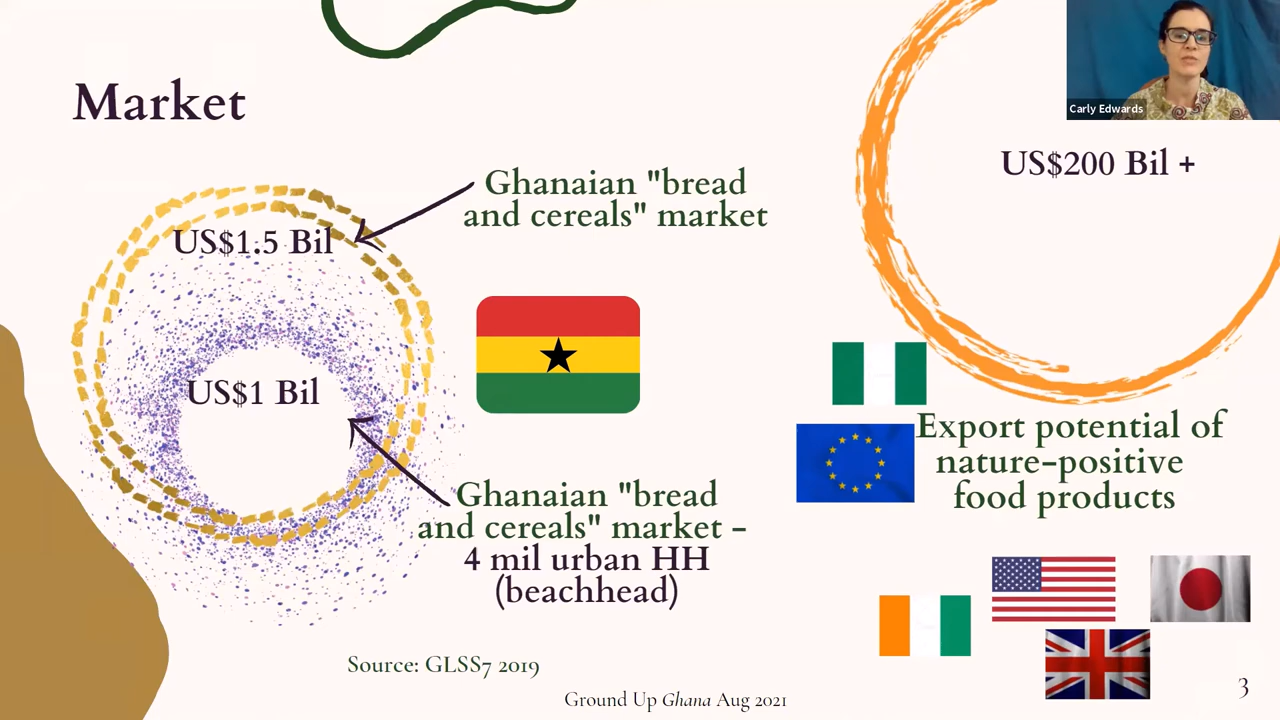 Market
Carly Edwards
US$200 Bil +
Ghanaian "bread
and cereals" market
US$1.5 Bil
US$1 Bil
Export potential of
nature-positive
food products
Ghanaian "bread
and cereals" market -
4 mil urban HH
(beachhead)
Source: GLSS7 2019
Ground Up Ghana Aug 2021
3